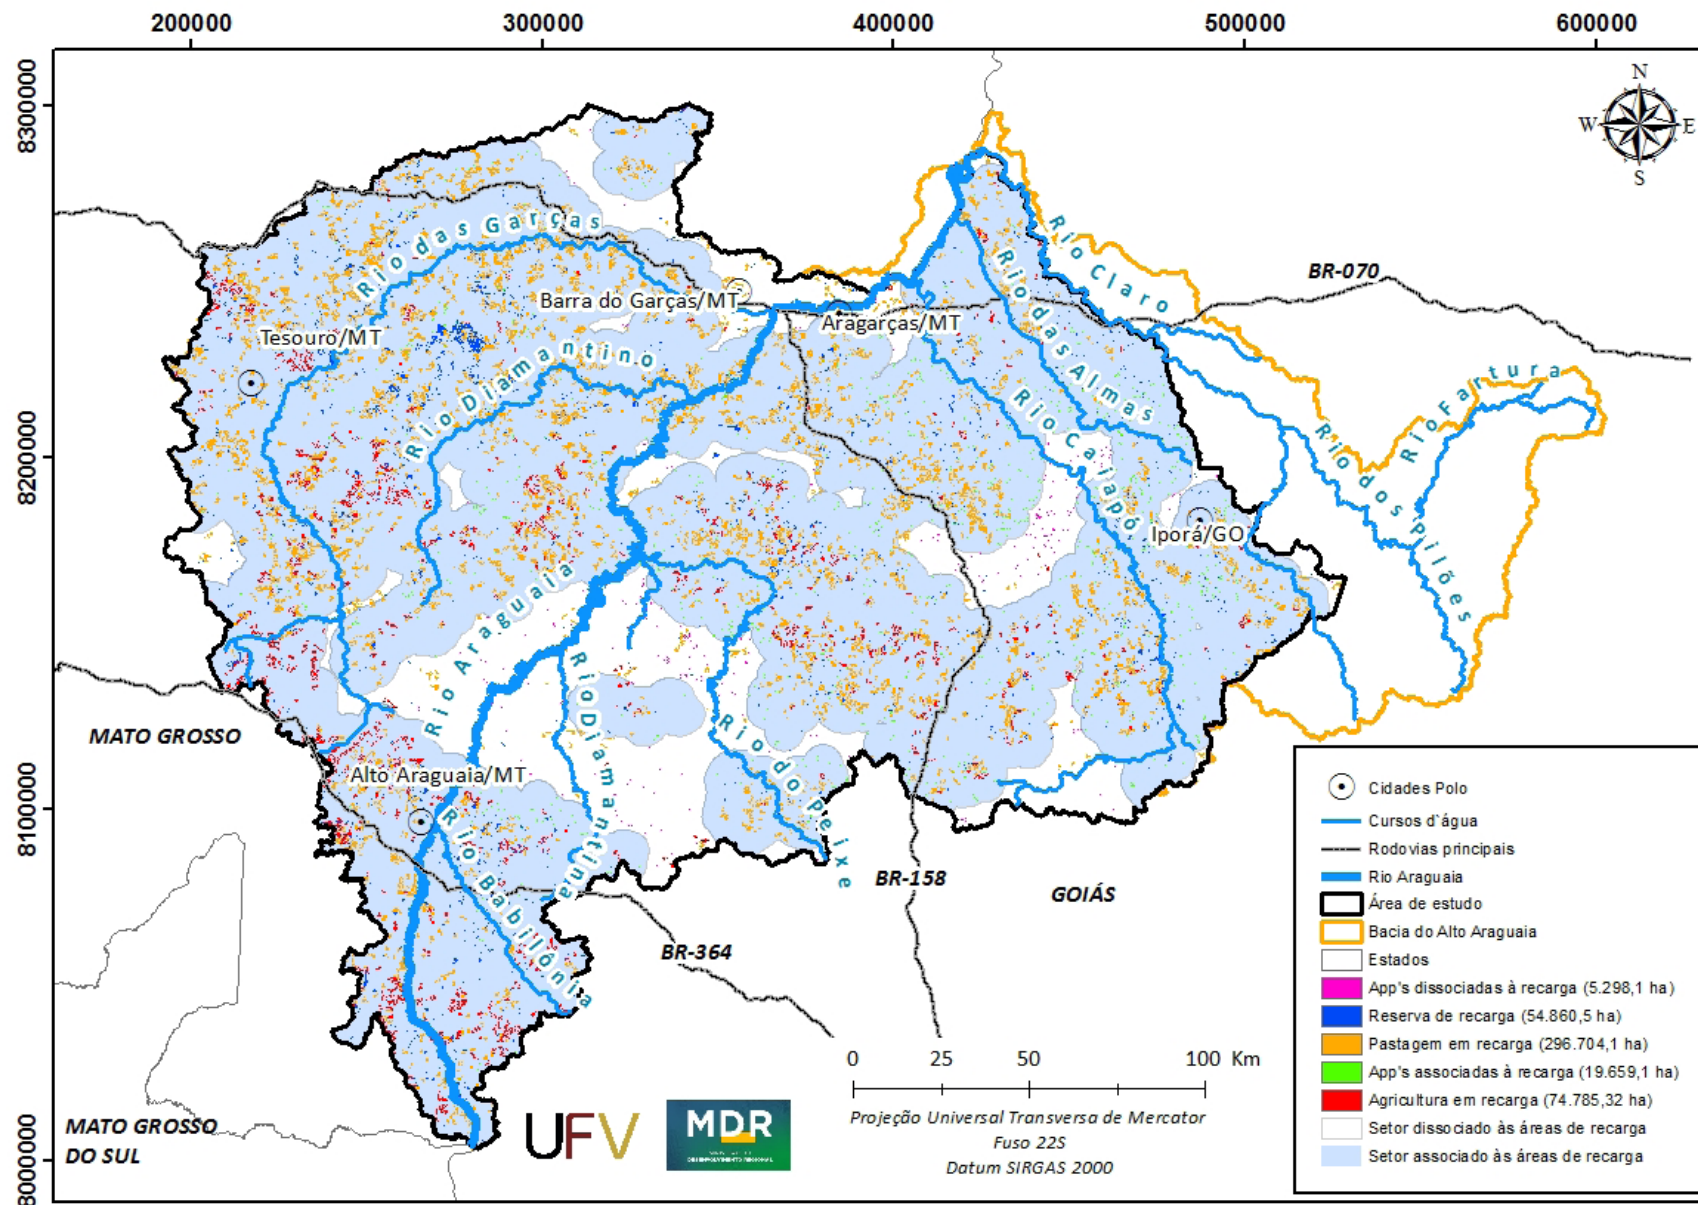 200000
300000
400000
500000
600000
8300000
8200000
8100000
8000000
N
W
E
S
Rio das Garças
Rio Claro
BR-070
Barra do Garças/MT
Aragarças/MT
Tesouro/MT
Rio Diamantino
Rio das Almas
Rio Fartura
Rio Caiapó
Rio dos Pilões
Iporá/GO
Rio Araguaia
Rio Diamantina
Rio do Peixe
MATO GROSSO
Alto Araguaia/MT
Rio Babilônia
BR-158
GOIÁS
BR-364
MATO GROSSO
DO SUL
Cidades Polo
Cursos d`água
Rodovias principais
Rio Araguaia
Área de estudo
Bacia do Alto Araguaia
Estados
App's dissociadas à recarga (5.298,1 ha)
Reserva de recarga (54.860,5 ha)
Pastagem em recarga (296.704,1 ha)
App's associadas à recarga (19.659,1 ha)
Agricultura em recarga (74.785,32 ha)
Setor dissociado às áreas de recarga
Setor associado às áreas de recarga
0 25 50 100 Km
Projeção Universal Transversa de Mercator
Fuso 22S
Datum SIRGAS 2000
UFV
MDR
DESENVOLVIMENTO REGIONAL